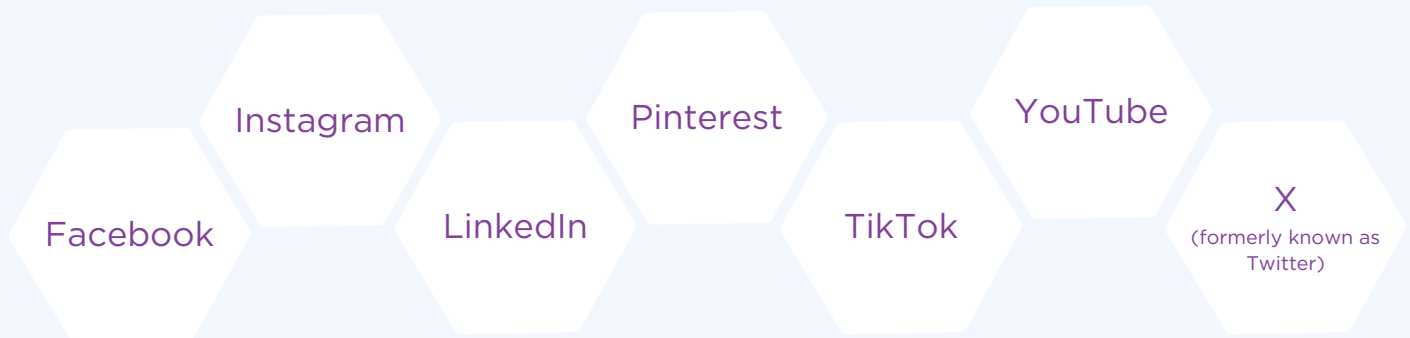 Facebook
Instagram
LinkedIn
Pinterest
TikTok
YouTube
X
(formerly known as
Twitter)